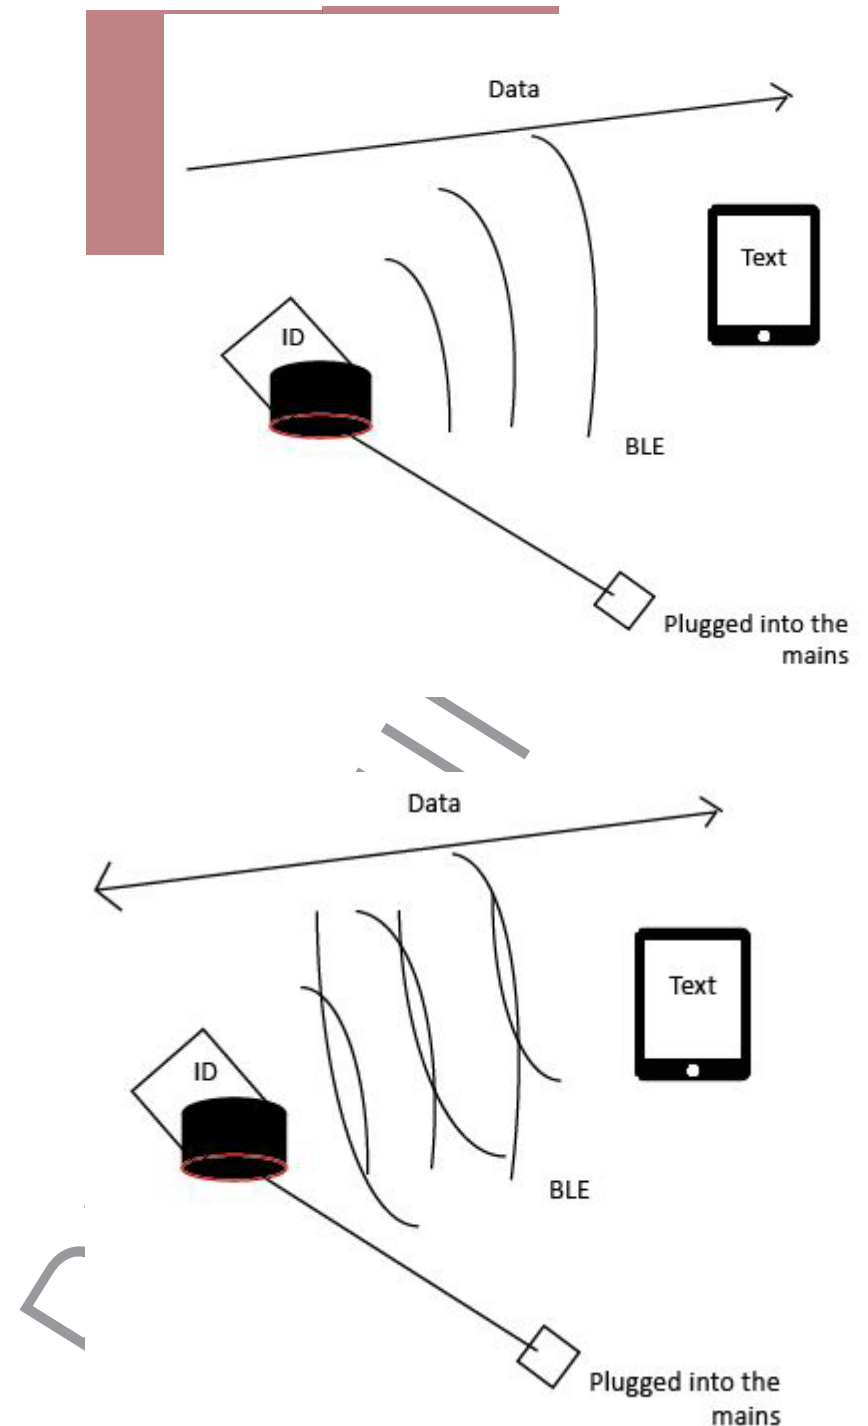 Data
Text
ID
BLE
Plugged into the
mains
Data
Text
ID
BLE
Plugged into the
mains